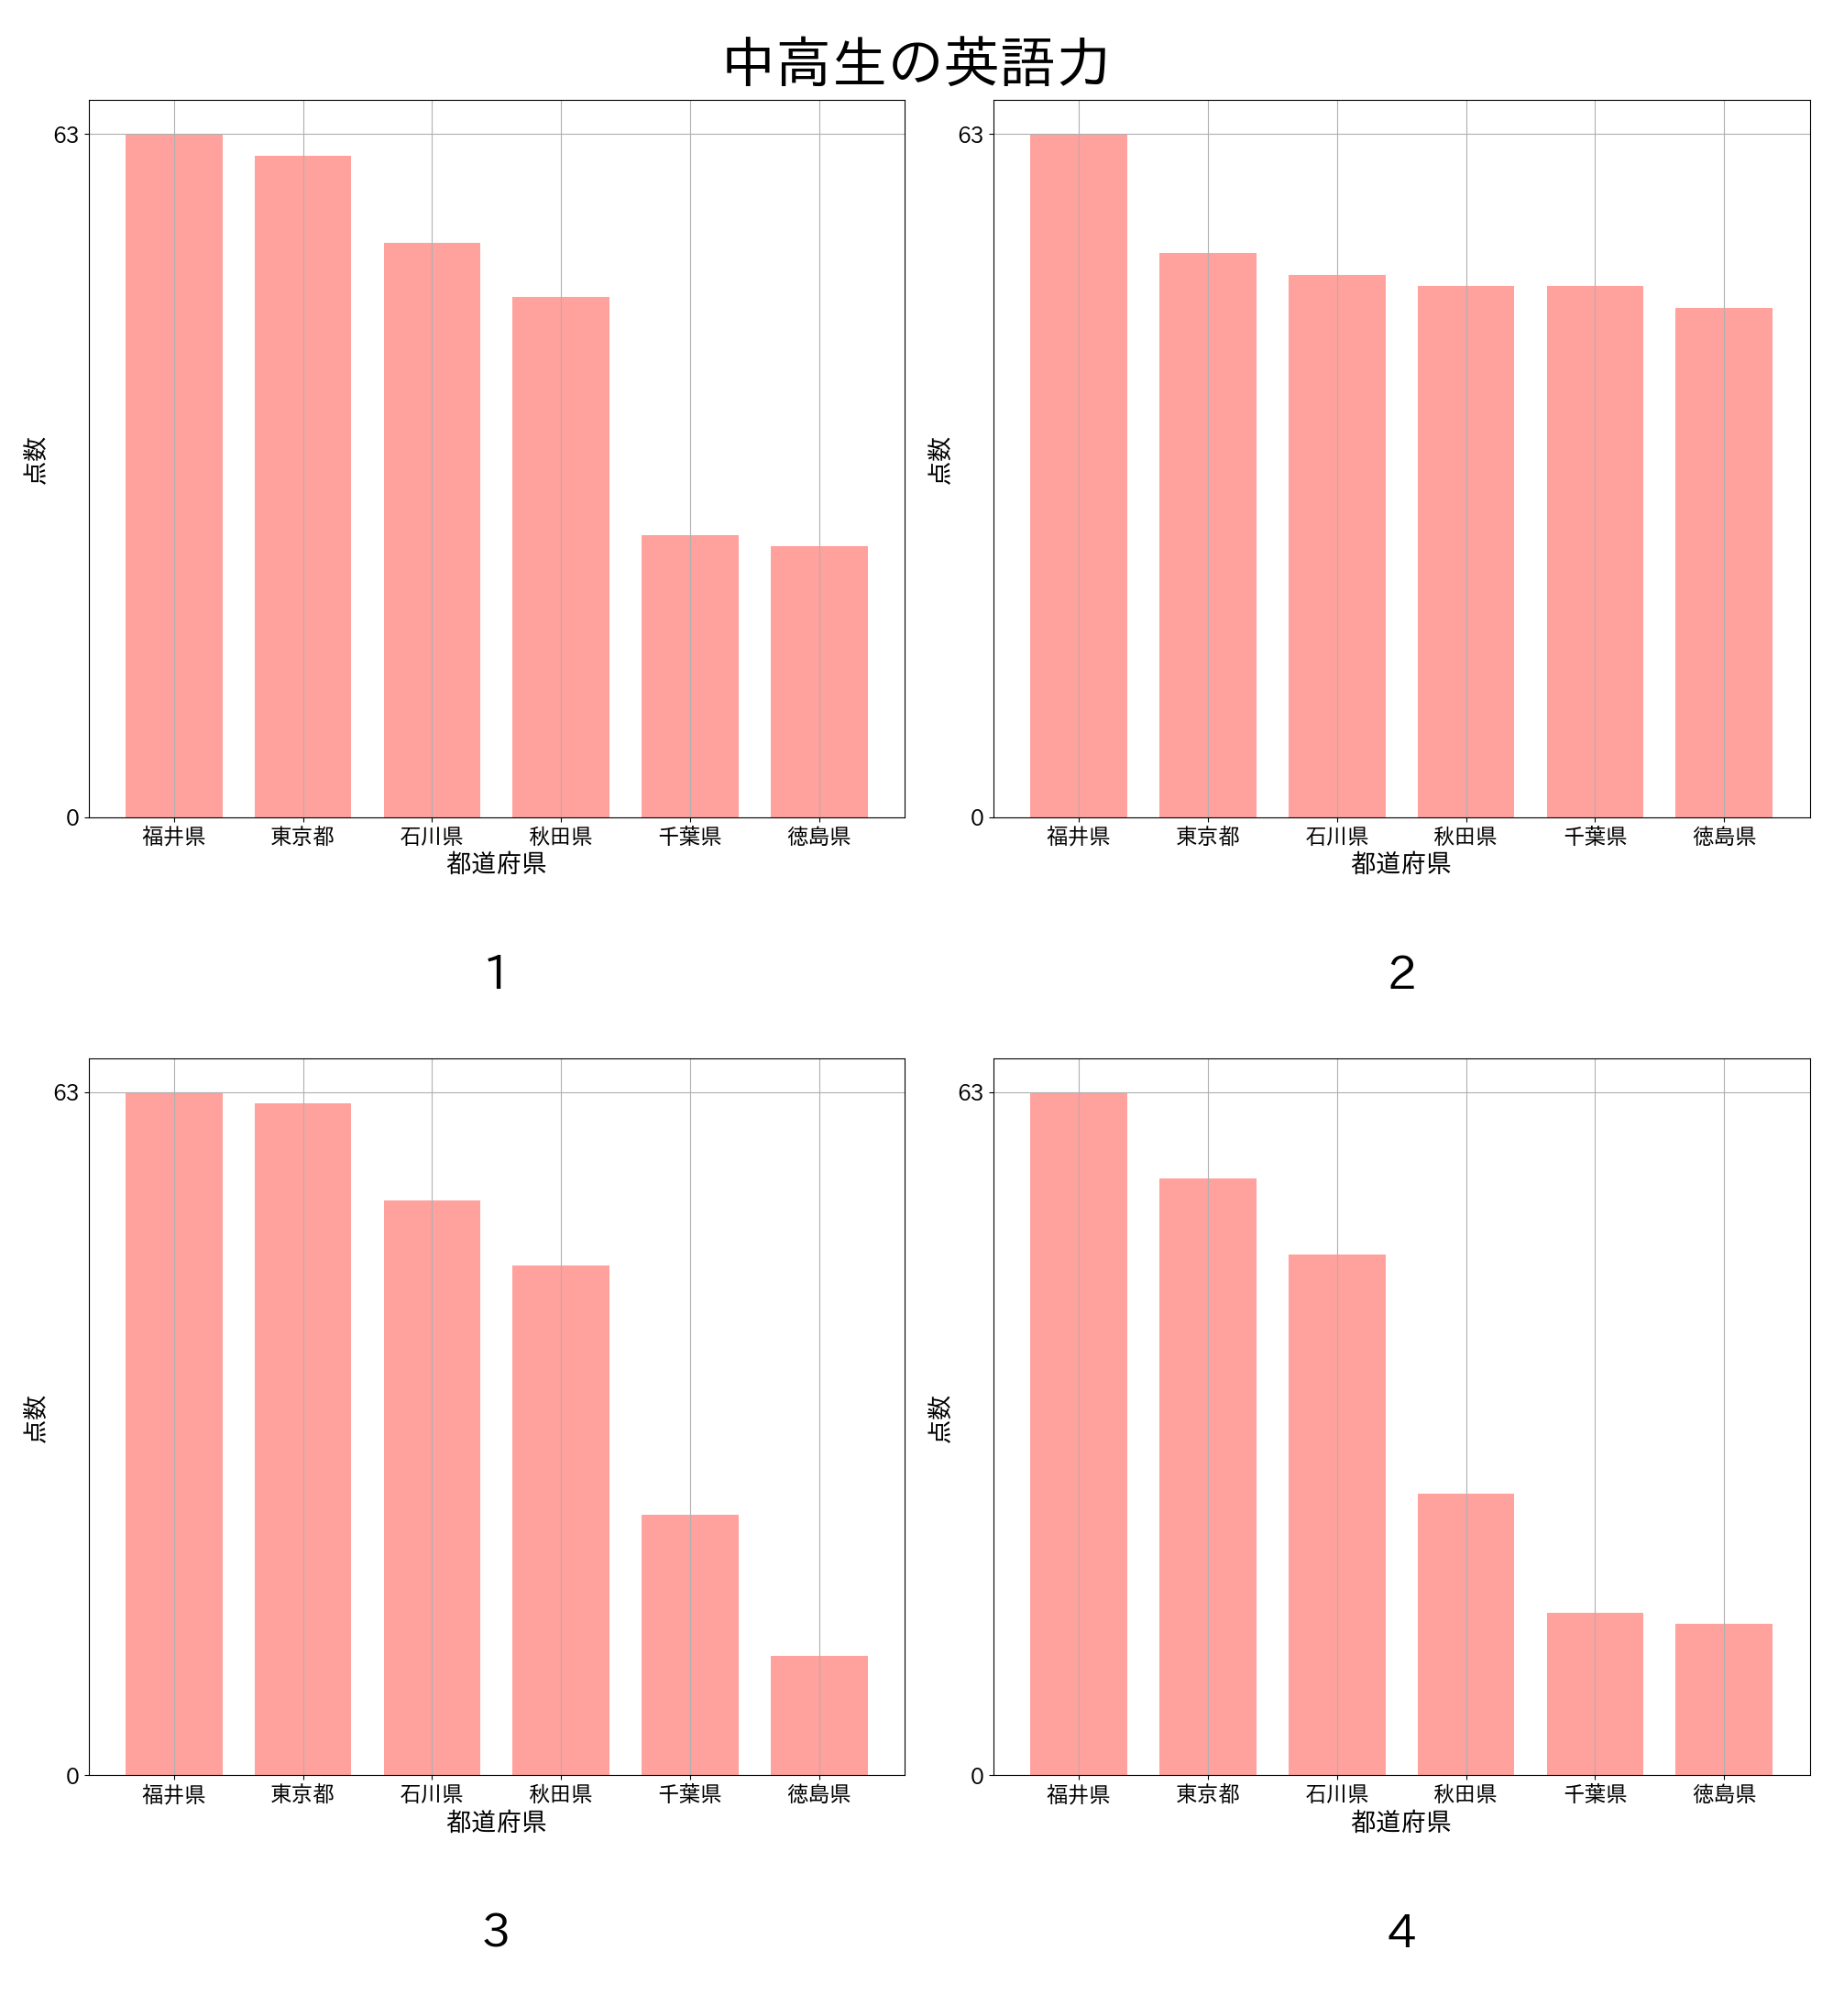 中高生の英語力
63
点数
0
福井県 東京都 石川県 秋田県 千葉県 徳島県
都道府県
1
63
点数
0
福井県 東京都 石川県 秋田県 千葉県 徳島県
都道府県
2
63
点数
0
福井県 東京都 石川県 秋田県 千葉県 徳島県
都道府県
3
63
点数
0
福井県 東京都 石川県 秋田県 千葉県 徳島県
都道府県
4